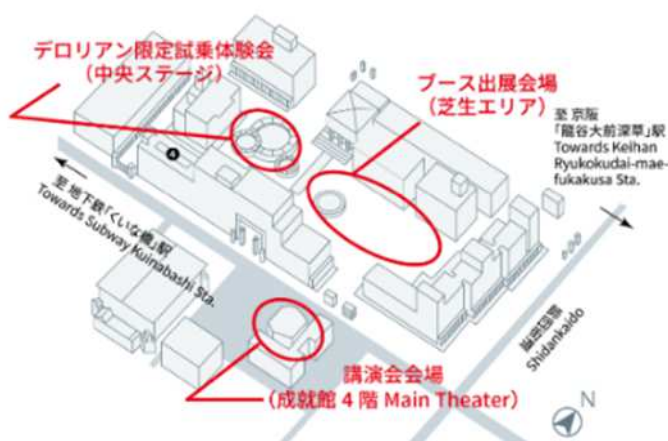 デロリアン限定試乗体験会
(中央ステージ)
ブース出展会場
(芝生エリア)
至 京阪
「龍谷大前深草」駅
Towards Keihan
Ryukokudai-mae-
fukakusa Sta.
4
至 地下鉄「くいな橋」駅
Towards Subway Kuinabashi Sta.
師団街道
Shidankaido
講演会会場
(成就館 4 階 Main Theater)
N